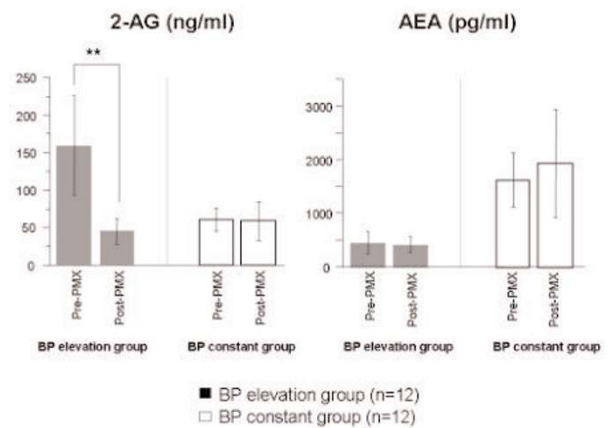 2-AG (ng/ml)
**
250
200
150
100
50
0
Pre-PMX
Post-PMX
Pre-PMX
Post-PMX
BP elevation group
BP constant group
AEA (pg/ml)
3000
2000
1000
0
Pre-PMX
Post-PMX
Pre-PMX
Post-PMX
BP elevation group
BP constant group
BP elevation group (n=12)
BP constant group (n=12)